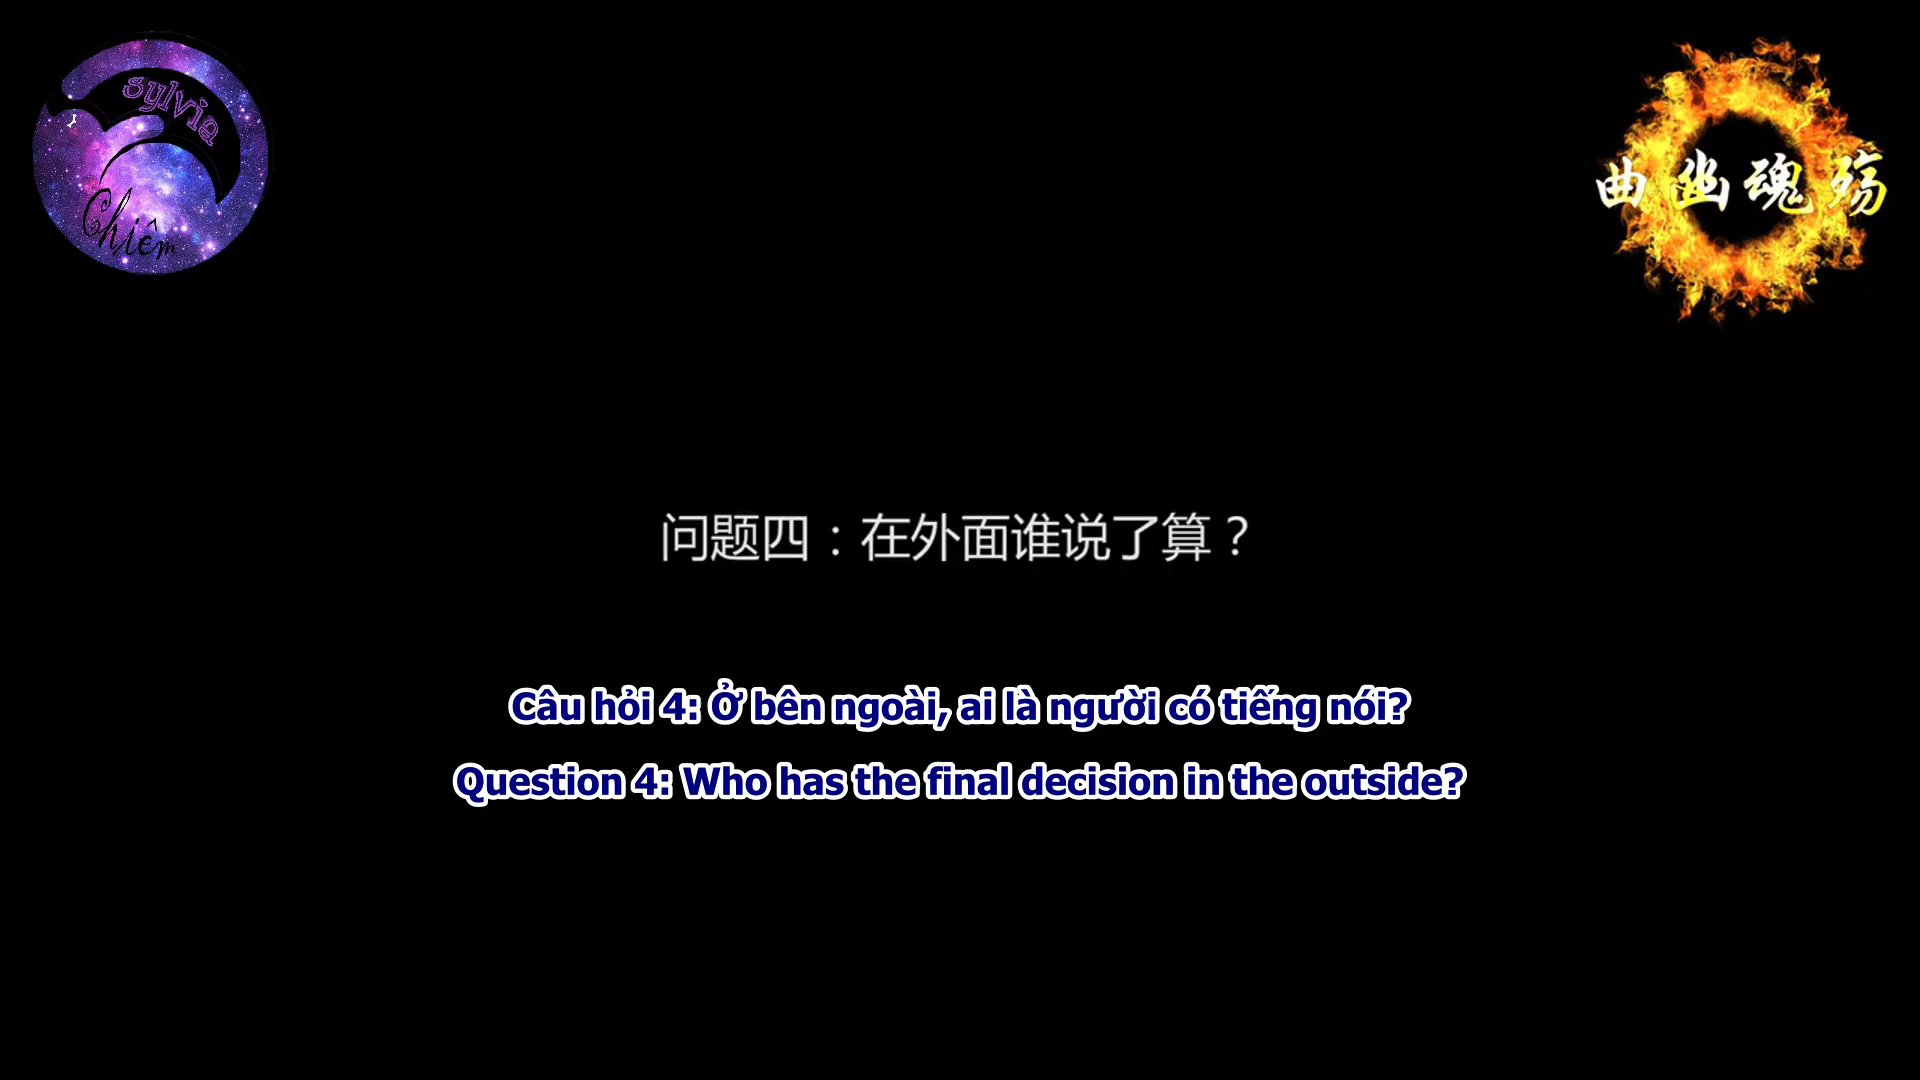 sylvia
Chiêm
曲幽魂殇
问题四：在外面谁说了算？
Câu hỏi 4: Ở bên ngoài, ai là người có tiếng nói?
Question 4: Who has the final decision in the outside?